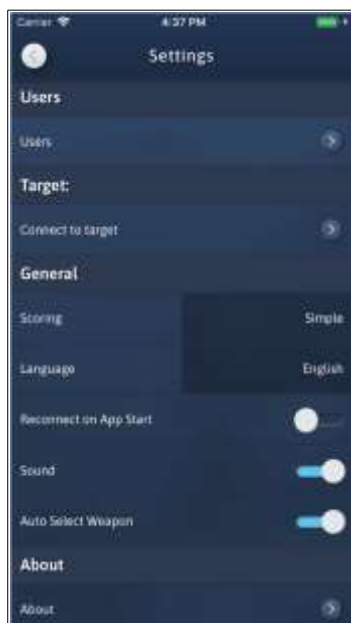 Carrier 4:37 PM
Settings
Users
Users
Target:
Connect to target
General
Scoring Simple
Language English
Reconnect on App Start
Sound
Auto Select Weapon
About
About